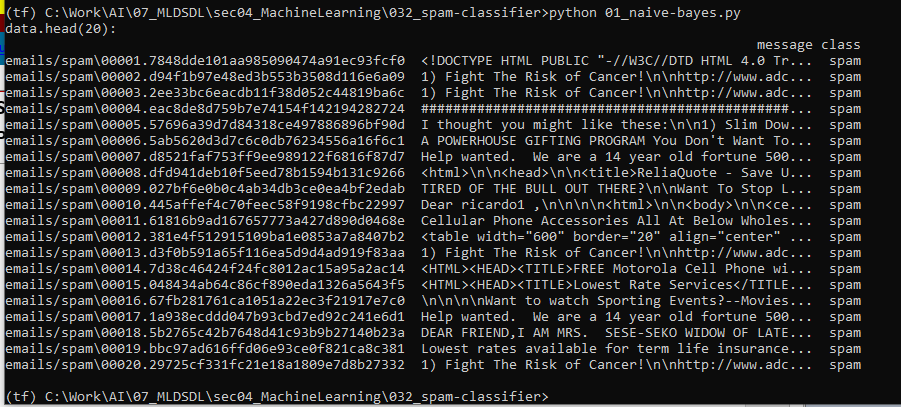 (tf) C:\Work\AI\07_MLDSDL\sec04_MachineLearning\032_spam-classifier>python 01_naive-bayes.py
data.head(20):
message class
emails/spam\00001.7848dde101aa985090474a91ec93fcf0 <!DOCTYPE HTML PUBLIC "-//W3C//DTD HTML 4.0 Tr... spam
emails/spam\00002.d94f1b97e48ed3b553b3508d116e6a09 1) Fight The Risk of Cancer!\n\nhttp://www.adc... spam
emails/spam\00003.2ee33bc6eacdb11f38d052c44819ba6c 1) Fight The Risk of Cancer!\n\nhttp://www.adc... spam
emails/spam\00004.eac8de8d759b7e74154f142194282724 ##############################################... spam
emails/spam\00005.57696a39d7d84318ce497886896bf90d I thought you might like these:\n\n1) Slim Dow... spam
emails/spam\00006.5ab5620d3d7c6c0db76234556a16f6c1 A POWERHOUSE GIFTING PROGRAM You Don't Want To... spam
emails/spam\00007.d8521faf753ff9ee989122f6816f87d7 Help wanted.  We are a 14 year old fortune 500... spam
emails/spam\00008.dfd941deb10f5eed78b1594b131c9266 <html>\n\n<head>\n\n<title>ReliaQuote - Save U... spam
emails/spam\00009.027bf6e0b0c4ab34db3ce0ea4bf2edab TIRED OF THE BULL OUT THERE?\n\nWant To Stop L... spam
emails/spam\00010.445affef4c70feec58f9198cfbc22997 Dear ricardo1 ,\n\n\n\n<html>\n\n<body>\n\n<ce... spam
emails/spam\00011.61816b9ad167657773a427d890d0468e Cellular Phone Accessories All At Below Wholes... spam
emails/spam\00012.381e4f512915109ba1e0853a7a8407b2 <table width="600" border="20" align="center" ... spam
emails/spam\00013.d3f0b591a65f116ea5d9d4ad919f83aa 1) Fight The Risk of Cancer!\n\nhttp://www.adc... spam
emails/spam\00014.7d38c46424f24fc8012ac15a95a2ac14 <HTML><HEAD><TITLE>FREE Motorola Cell Phone wi... spam
emails/spam\00015.048434ab64c86cf890eda1326a5643f5 <HTML><HEAD><TITLE>Lowest Rate Services</TITLE... spam
emails/spam\00016.67fb281761ca1051a22ec3f21917e7c0 \n\n\n\n\nWant to watch Sporting Events?--Movies... spam
emails/spam\00017.1a938ecddd047b93cbd7ed92c241e6d1 Help wanted.  We are a 14 year old fortune 500... spam
emails/spam\00018.5b2765c42b7648d41c93b9b27140b23a DEAR FRIEND,I AM MRS.  SESE-SEKO WIDOW OF LATE... spam
emails/spam\00019.bbc97ad616ffd06e93ce0f821ca8c381 Lowest rates available for term life insurance... spam
emails/spam\00020.29725cf331fc21e18a1809e7d8b27332 1) Fight The Risk of Cancer!\n\nhttp://www.adc... spam
(tf) C:\Work\AI\07_MLDSDL\sec04_MachineLearning\032_spam-classifier>